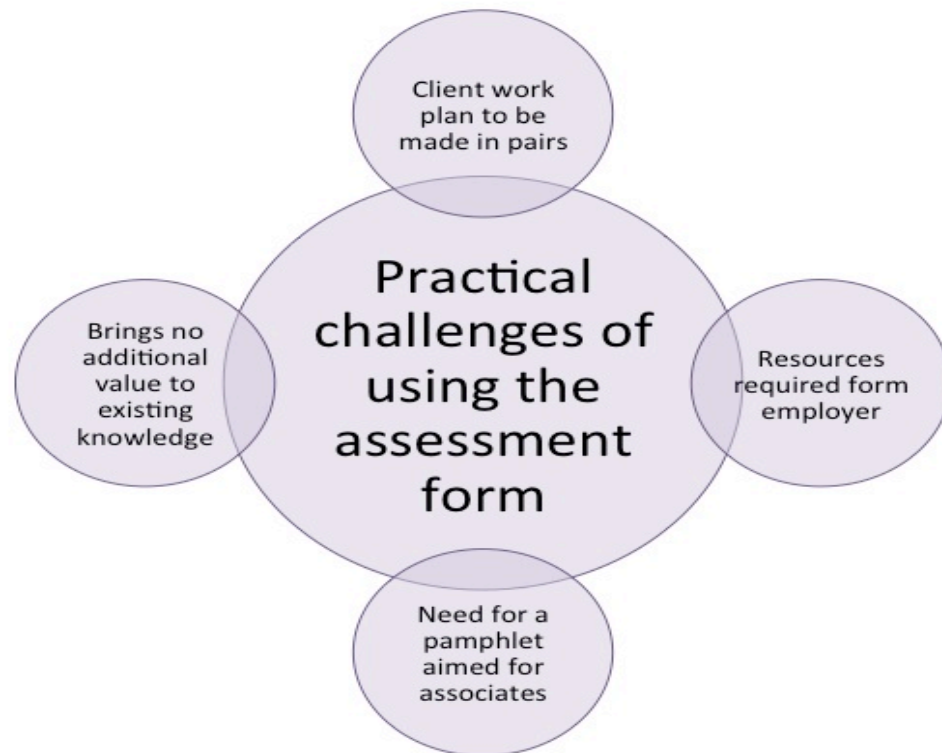 Client work
plan to be
made in pairs
Practical
challenges of
using the
assessment
form
Brings no
additional
value to
existing
knowledge
Resources
required form
employer
Need for a
pamphlet
aimed for
associates